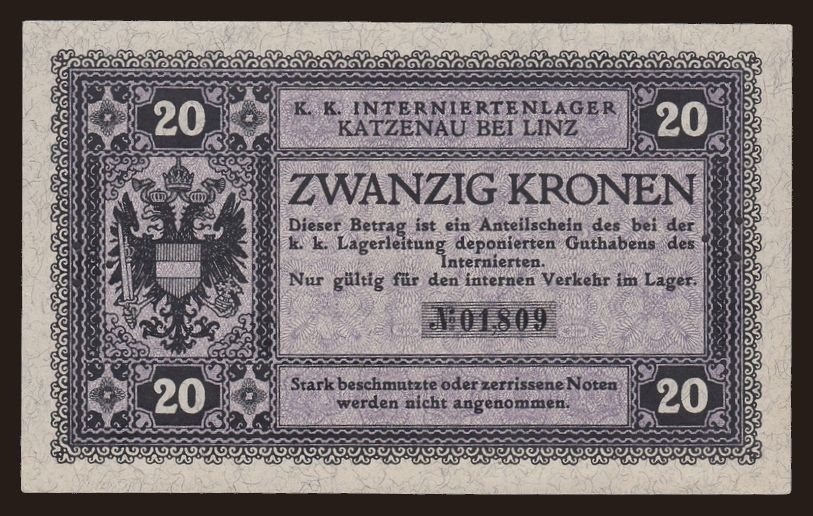 20
K. K. INTERNIERTENLAGER
KATZENAU BEI LINZ
20
ZWANZIG KRONEN
Dieser Betrag ist ein Anteilschein des bei der
k. k. Lagerleitung deponierten Guthabens des
Internierten.
Nur gültig für den internen Verkehr im Lager.
No 01,809
20
Stark beschmutzte oder zerrissene Noten
werden nicht angenommen.
20